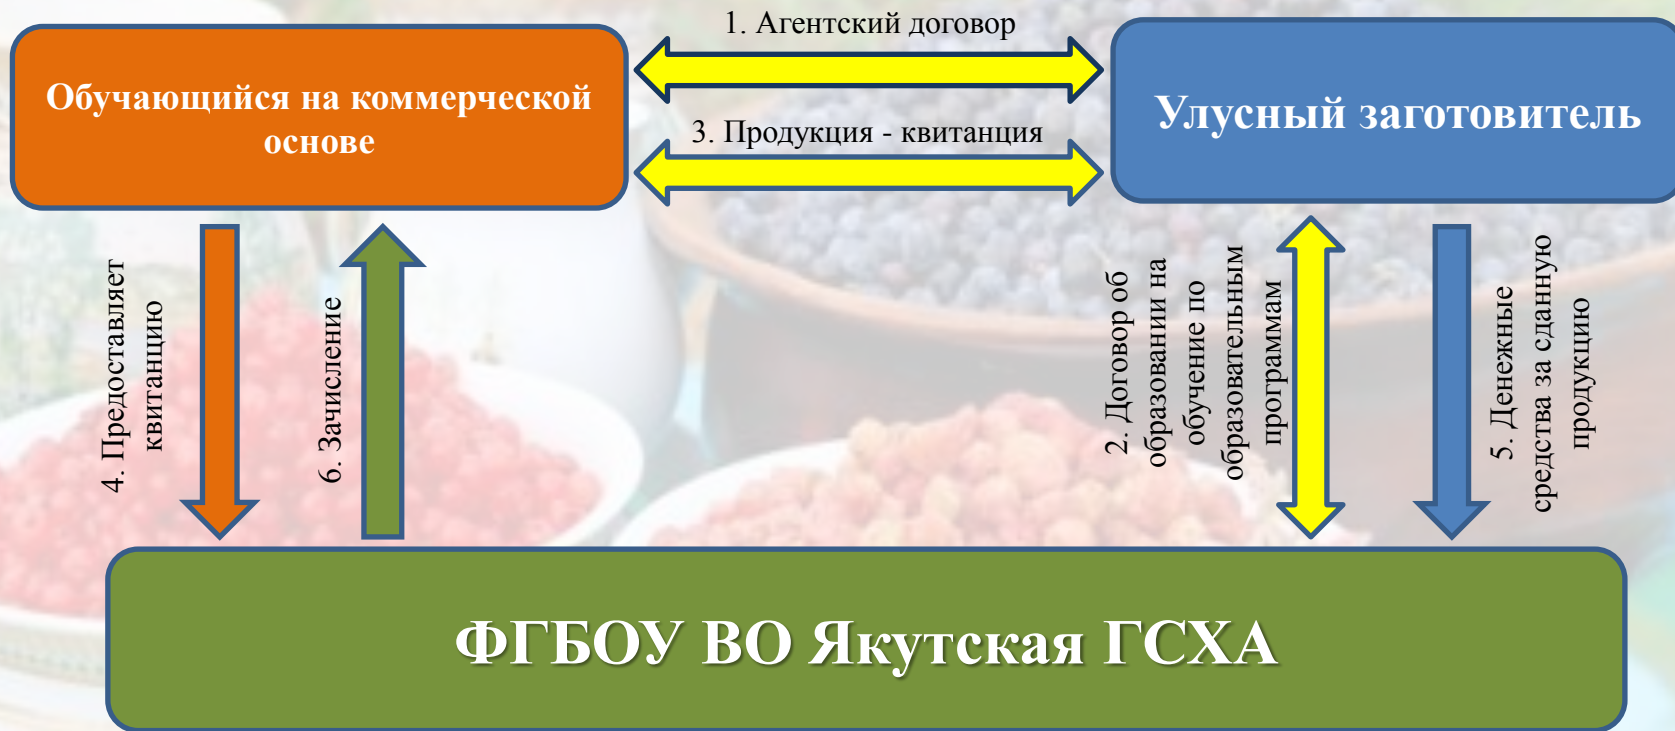 1. Агентский договор
Обучающийся на коммерческой
основе
Улусный заготовитель
3. Продукция - квитанция
4. Предоставляет
квитанцию
6. Зачисление
2. Договор об
образовании на
обучение по
образовательным
программам
5. Денежные
средства за сданную
продукцию
ФГБОУ ВО Якутская ГСХА